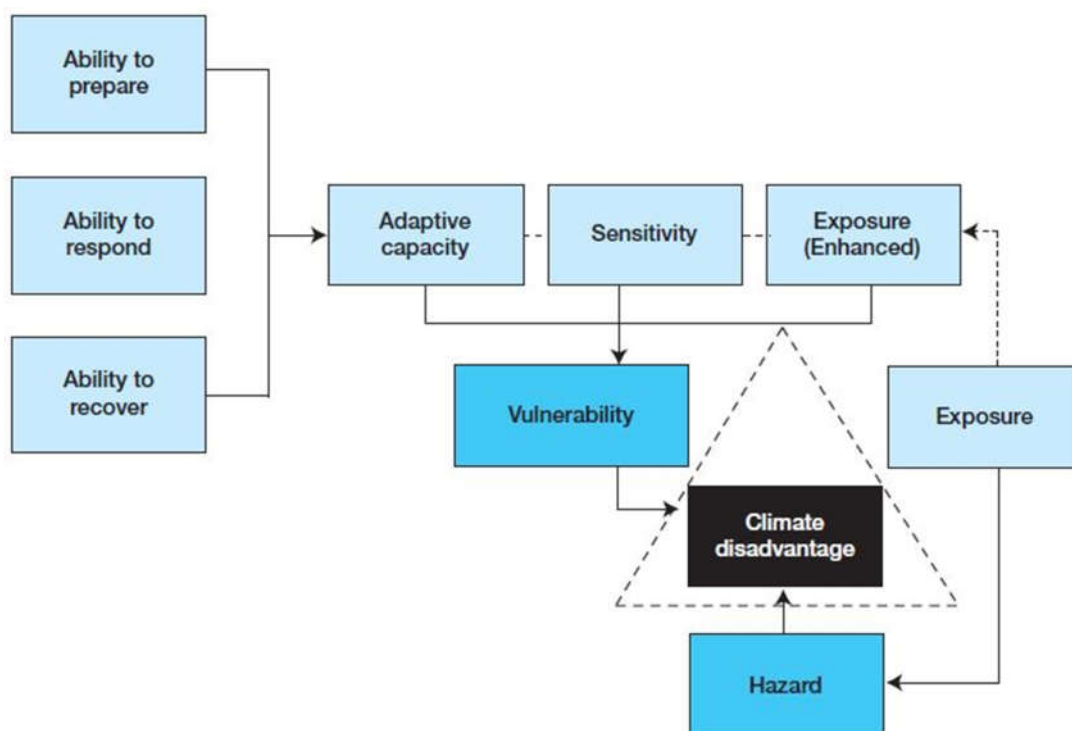 Ability to
prepare
Ability to
respond
Ability to
recover
Adaptive
capacity
Sensitivity
Exposure
(Enhanced)
Vulnerability
Exposure
Climate
disadvantage
Hazard